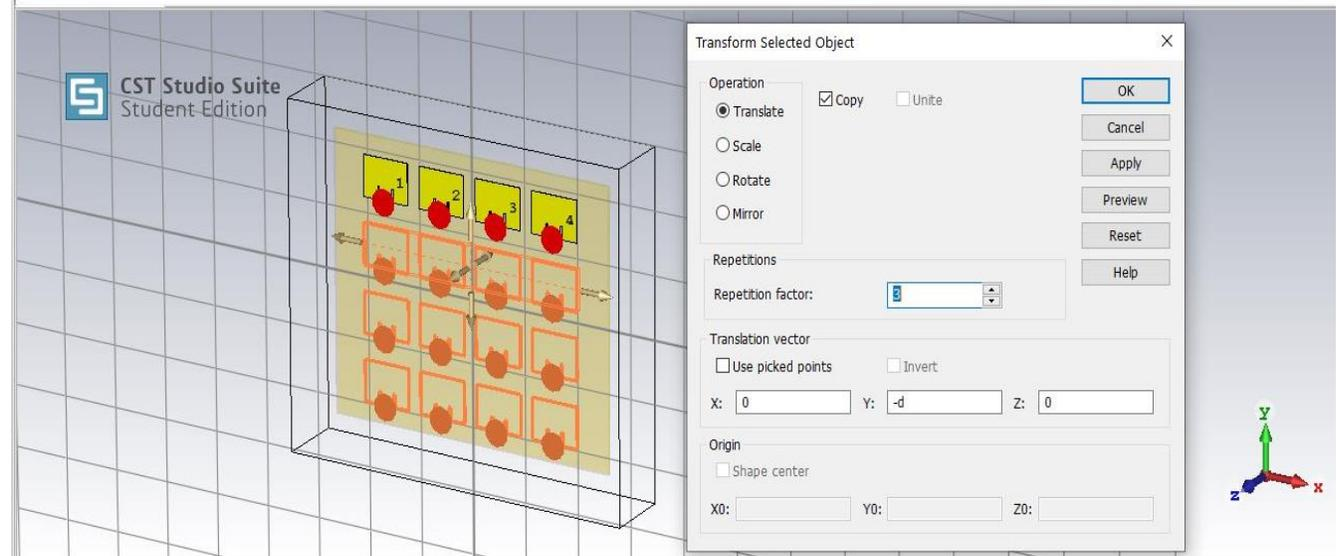 CST Studio Suite
Student Edition
1
2
3
4
Transform Selected Object
Operation
Translate
Scale
Rotate
Mirror
Copy
Unite
OK
Cancel
Apply
Preview
Reset
Help
Repetitions
Repetition factor: 3
Translation vector
Use picked points
Invert
X: 0 Y: -d Z: 0
Origin
Shape center
X0: Y0: Z0:
y
z x